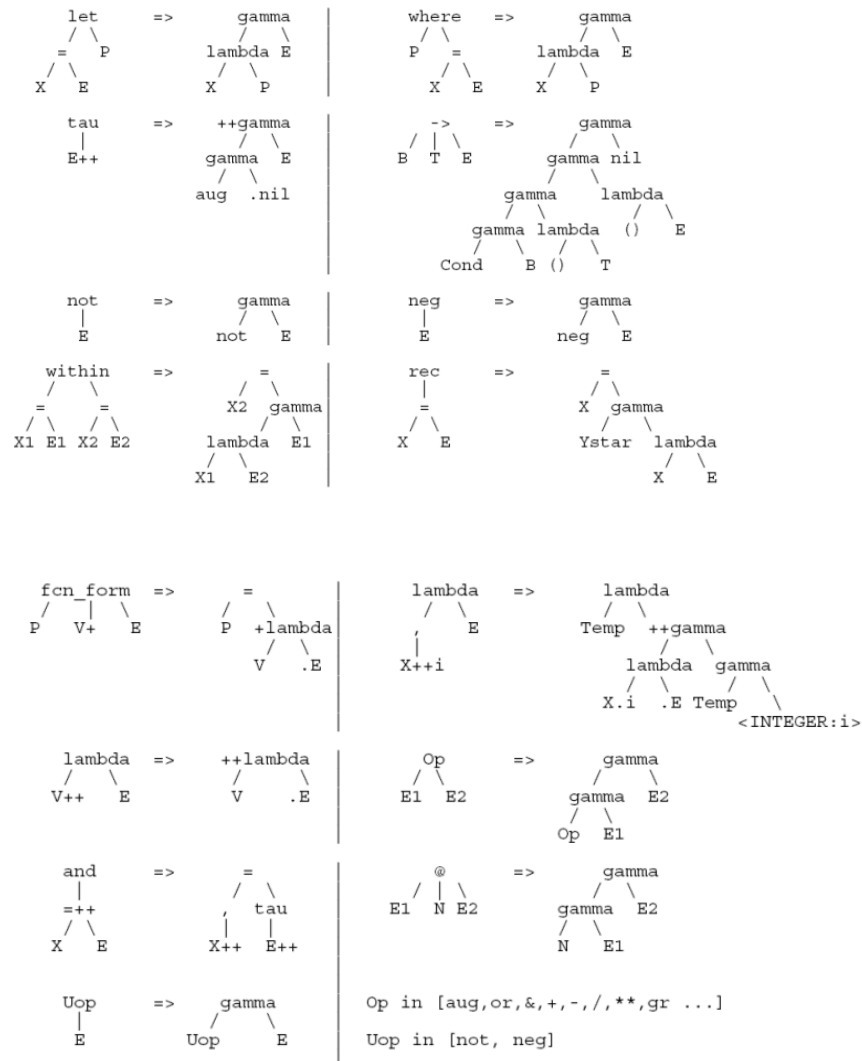 let => gamma | where => gamma
/ \ / \ | / \ / \
= P lambda E | P = lambda E
/ \ / \ | / \ / \
X E X P | X E X P
tau => ++gamma | -> => gamma
| / \ | / | \ / \
E++ gamma E | B T E gamma nil
/ \ | / \
aug .nil | gamma lambda
| / \ / \
| gamma lambda () E
| / \ / \
| Cond B () T
not => gamma | neg => gamma
| / \ | | / \
E not E | E neg E
within => = | rec => =
/ \ / \ | | / \
= = X2 gamma | = X gamma
/ \ / \ / \ | / \ / \
X1 E1 X2 E2 lambda E1 | X E Ystar lambda
/ \ | / \
X1 E2 | X E
fcn_form => = | lambda => lambda
/ | \ / \ | / \ / \
P V+ E P +lambda | , E Temp ++gamma
/ \ | | / \
V .E | X++i lambda gamma
| / \ / \
| X.i .E Temp \
| <INTEGER:i>
lambda => ++lambda | Op => gamma
/ \ / \ | / \ / \
V++ E V .E | E1 E2 gamma E2
| / \
| Op E1
and => = | @ => gamma
| / \ | / | \ / \
=++ , tau | E1 N E2 gamma E2
/ \ | | | / \
X E X++ E++ | N E1
Uop => gamma | Op in [aug,or,&,+,-,/,**,gr ...]
| / \ |
E Uop E | Uop in [not, neg]